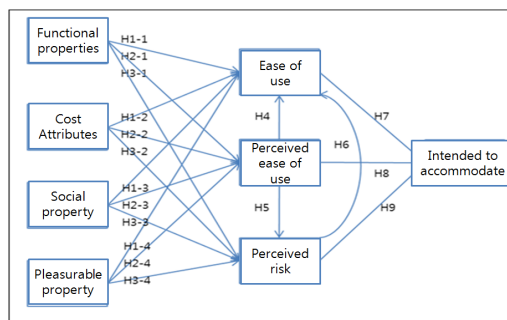 Functional
properties
Cost
Attributes
Social
property
Pleasurable
property
H1-1
H2-1
H3-1
H1-2
H2-2
H3-2
H1-3
H2-3
H3-3
H1-4
H2-4
H3-4
Ease of
use
H4
Perceived
ease of
use
H5
Perceived
risk
H6
H7
H8
H9
Intended to
accommodate